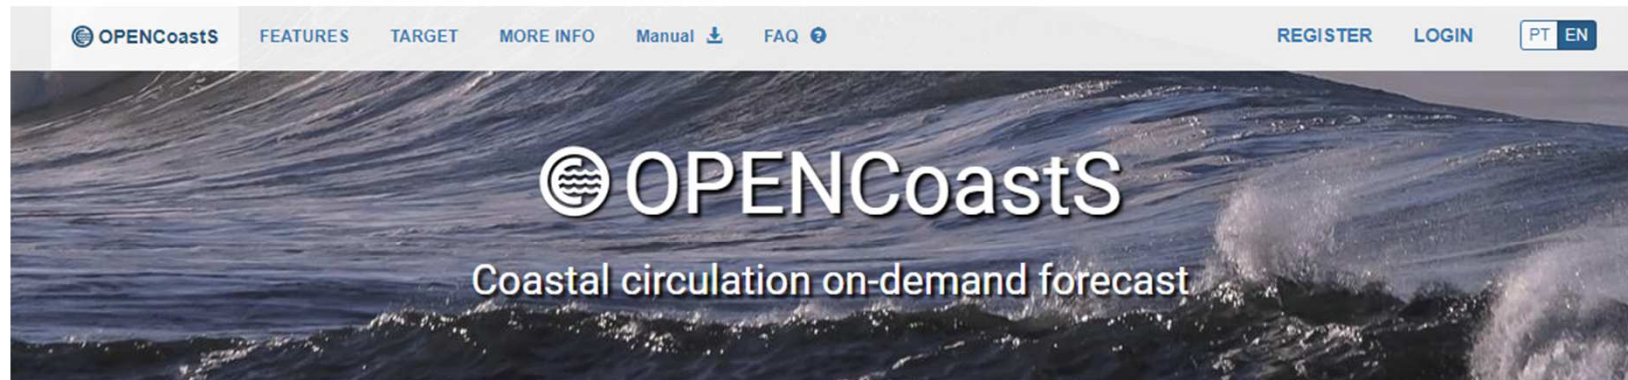 OPENCoastS FEATURES TARGET MORE INFO Manual FAQ REGISTER LOGIN PT EN
OPENCoastS
Coastal circulation on-demand forecast